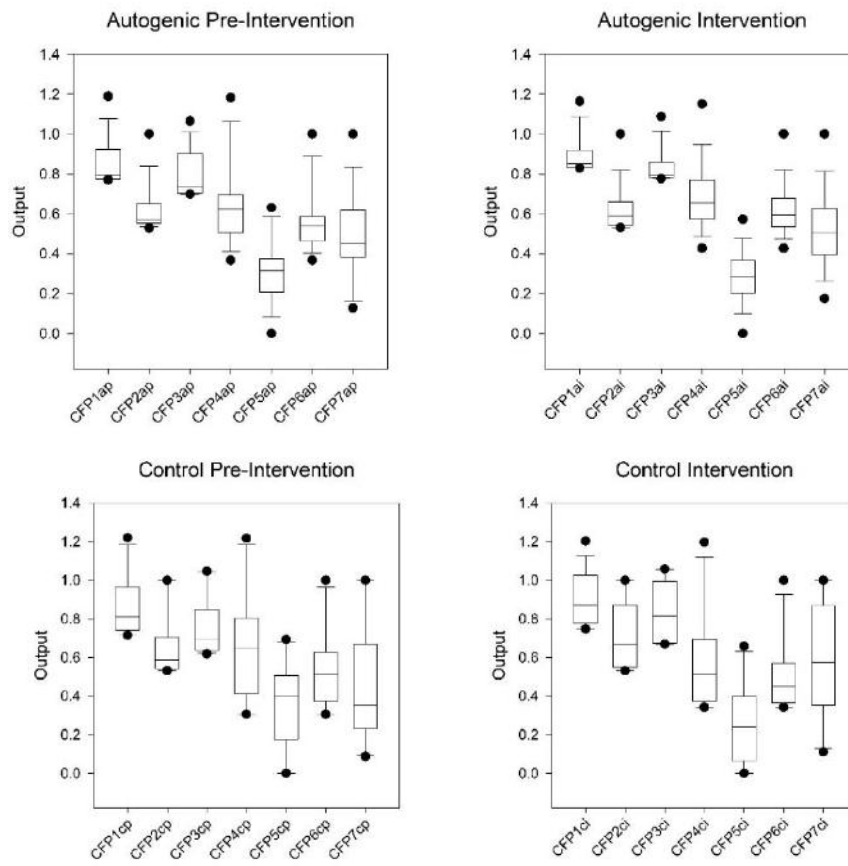 Autogenic Pre-Intervention
1.4
1.2
1.0
0.8
0.6
0.4
0.2
0.0
Output
CFP1ap
CFP2ap
CFP3ap
CFP4ap
CFP5ap
CFP6ap
CFP7ap
Autogenic Intervention
1.4
1.2
1.0
0.8
0.6
0.4
0.2
0.0
Output
CFP1ai
CFP2ai
CFP3ai
CFP4ai
CFP5ai
CFP6ai
CFP7ai
Control Pre-Intervention
1.4
1.2
1.0
0.8
0.6
0.4
0.2
0.0
Output
CFP1cp
CFP2cp
CFP3cp
CFP4cp
CFP5cp
CFP6cp
CFP7cp
Control Intervention
1.4
1.2
1.0
0.8
0.6
0.4
0.2
0.0
Output
CFP1ci
CFP2ci
CFP3ci
CFP4ci
CFP5ci
CFP6ci
CFP7ci